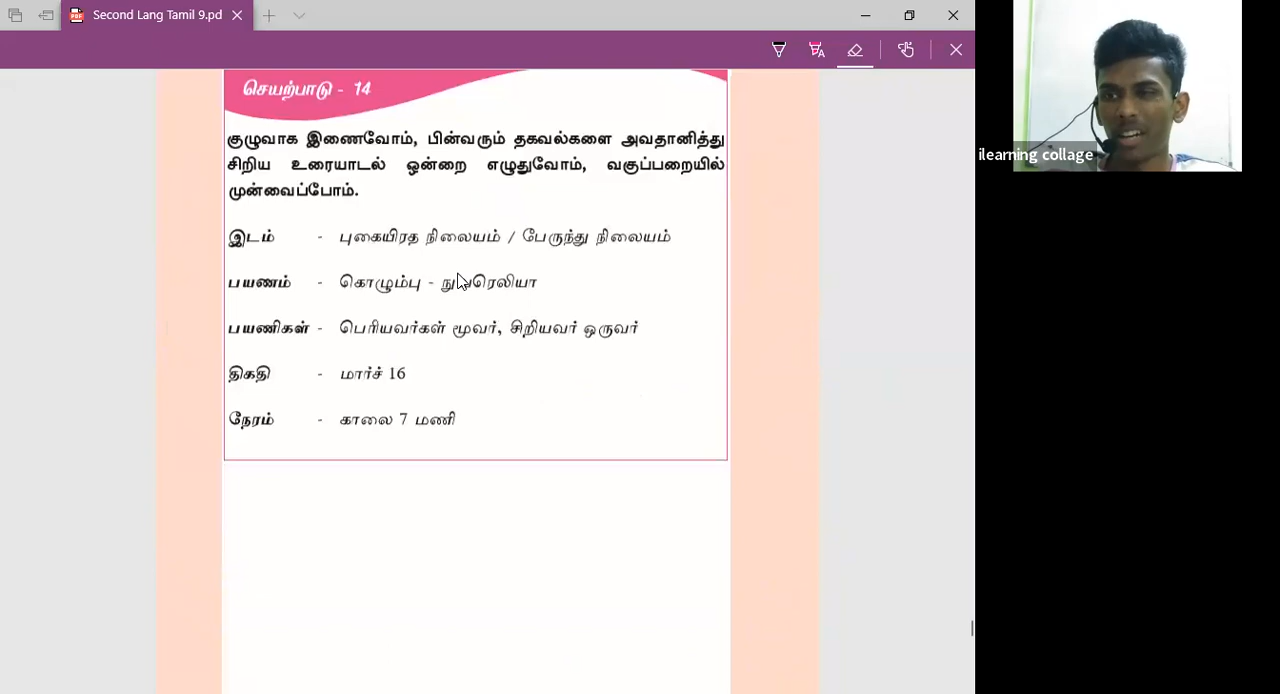 Second Lang Tamil 9.pd
செயற்பாடு - 14
குழுவாக இணைவோம், பின்வரும் தகவல்களை அவதானித்து
சிறிய உரையாடல் ஒன்றை எழுதுவோம், வகுப்பறையில்
முன்வைப்போம்.
இடம் - புகையிரத நிலையம் / பேருந்து நிலையம்
பயணம் - கொழும்பு - நுவரெலியா
பயணிகள் - பெரியவர்கள் மூவர், சிறியவர் ஒருவர்
திகதி - மார்ச் 16
நேரம் - காலை 7 மணி
ilearning collage